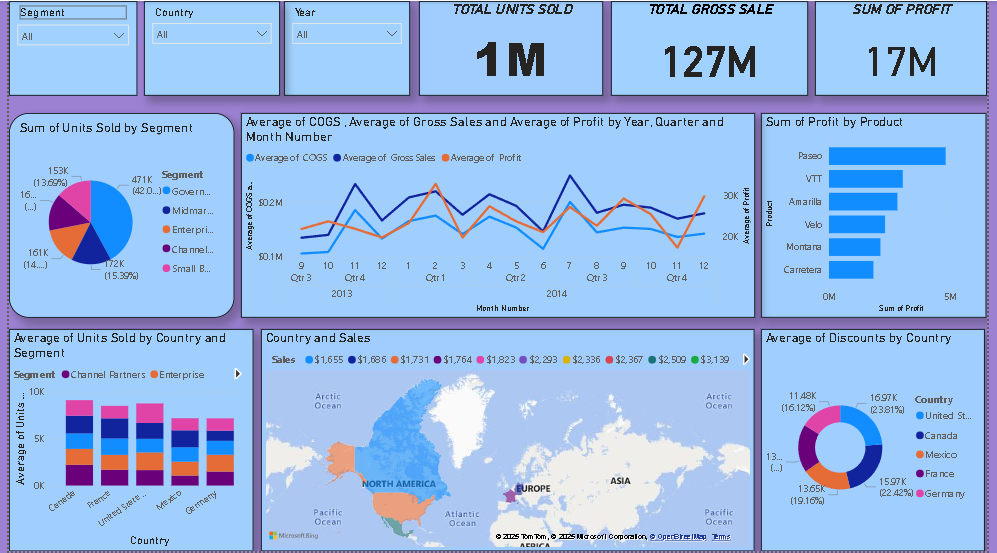 Segment
All
Country
All
Year
All
TOTAL UNITS SOLD
1M
TOTAL GROSS SALE
127M
SUM OF PROFIT
17M
Sum of Units Sold by Segment
153K
(13.69%)
16...
(...)
161K
(14....)
172K
(15.39%)
471K
(42.0...)
Segment
Govern...
Midmar...
Enterpri...
Channel...
Small B...
Average of COGS , Average of Gross Sales and Average of Profit by Year, Quarter and
Month Number
Average of COGS
Average of Gross Sales
Average of Profit
Average of COGS a...
$0.2M
$0.1M
30K
20K
Average of Profit
9 10 11 12 1 2 3 4 5 6 7 8 9 10 11 12
Qtr 3 Qtr 4 Qtr 1 Qtr 2 Qtr 3 Qtr 4
2013 2014
Month Number
Sum of Profit by Product
Product
Paseo
VTT
Amarilla
Velo
Montana
Carretera
0M 5M
Sum of Profit
Average of Units Sold by Country and
Segment
Segment
Channel Partners
Enterprise
Average of Units ...
10K
5K
0K
Canada
France
United State...
Mexico
Germany
Country
Country and Sales
Sales $1,655 $1,686 $1,731 $1,764 $1,823 $2,293 $2,336 $2,367 $2,509 $3,139
Arctic
Ocean
Arctic
Ocean
NORTH AMERICA
EUROPE
ASIA
Pacific
Ocean
Atlantic
Ocean
Pacific
Ocean
AFRICA
Microsoft Bing
© 2025 TomTom, © 2025 Microsoft Corporation, © OpenStreetMap Terms
Average of Discounts by Country
11.48K
(16.12%)
16.97K
(23.81%)
13....
(...)
13.65K
(19.16%)
15.97K
(22.42%)
Country
United St...
Canada
Mexico
France
Germany